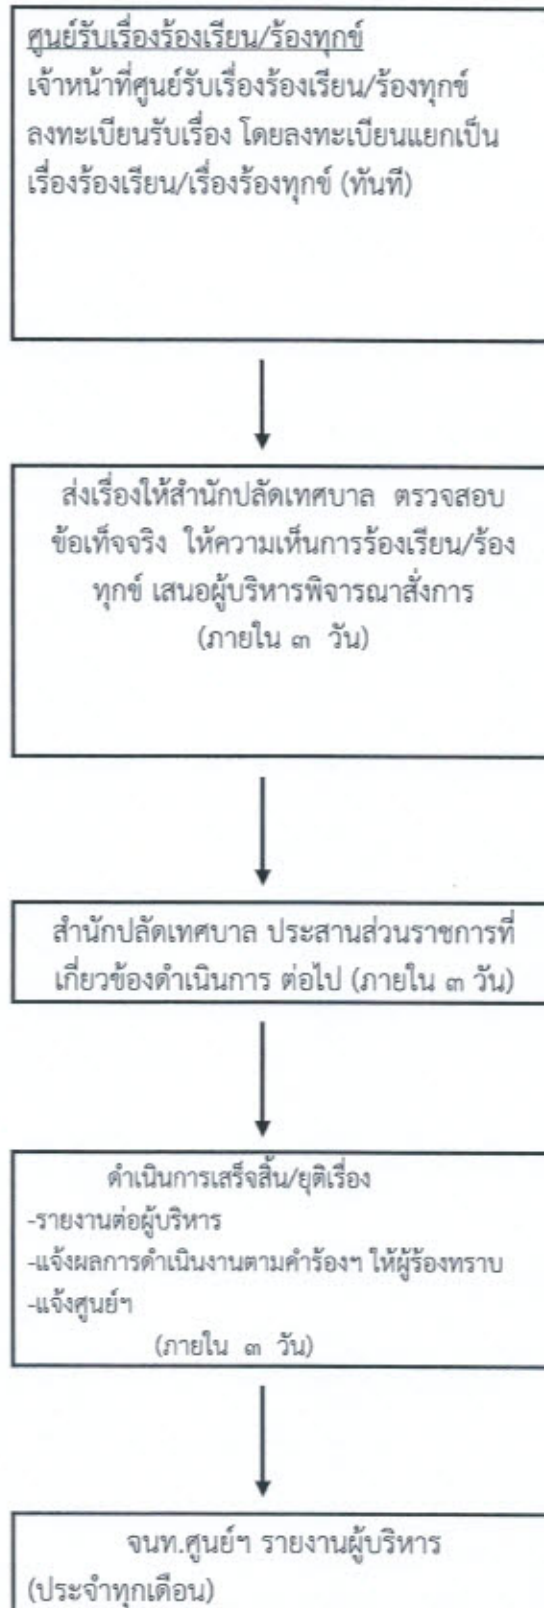 ศูนย์รับเรื่องร้องเรียน/ร้องทุกข์
เจ้าหน้าที่ศูนย์รับเรื่องร้องเรียน/ร้องทุกข์
ลงทะเบียนรับเรื่อง โดยลงทะเบียนแยกเป็น
เรื่องร้องเรียน/เรื่องร้องทุกข์ (ทันที)
ส่งเรื่องให้สำนักปลัดเทศบาล ตรวจสอบ
ข้อเท็จจริง ให้ความเห็นการร้องเรียน/ร้อง
ทุกข์ เสนอผู้บริหารพิจารณาสั่งการ
(ภายใน ๓ วัน)
สำนักปลัดเทศบาล ประสานส่วนราชการที่
เกี่ยวข้องดำเนินการ ต่อไป (ภายใน ๓ วัน)
ดำเนินการเสร็จสิ้น/ยุติเรื่อง
-รายงานต่อผู้บริหาร
-แจ้งผลการดำเนินงานตามคำร้องฯ ให้ผู้ร้องทราบ
-แจ้งศูนย์ฯ
(ภายใน ๓ วัน)
จนท.ศูนย์ฯ รายงานผู้บริหาร
(ประจำทุกเดือน)